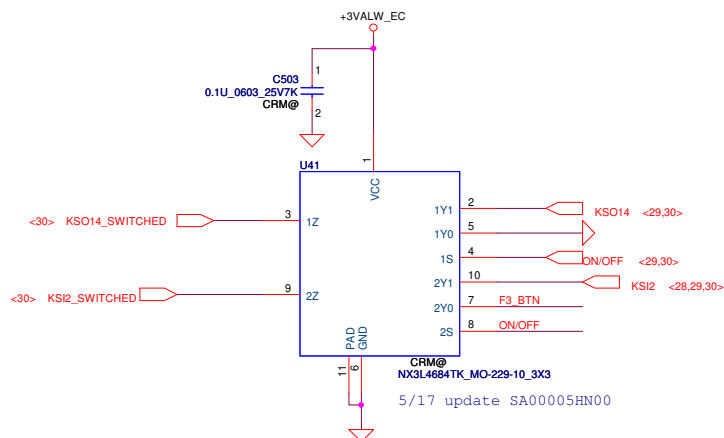 +3VALW_EC
1
C503
0.1U_0603_25V7K
CRM@
2
U41
1
VCC
<30> KSO14_SWITCHED
3
1Z
1Y1
2
KSO14 <29,30>
1Y0
5
1S
4
ON/OFF <29,30>
2Y1
10
KSI2 <28,29,30>
<30> KSI2_SWITCHED
9
2Z
2Y0
7
F3_BTN
2S
8
ON/OFF
PAD
GND
11
6
CRM@
NX3L4684TK_MO-229-10_3X3
5/17 update SA00005HN00